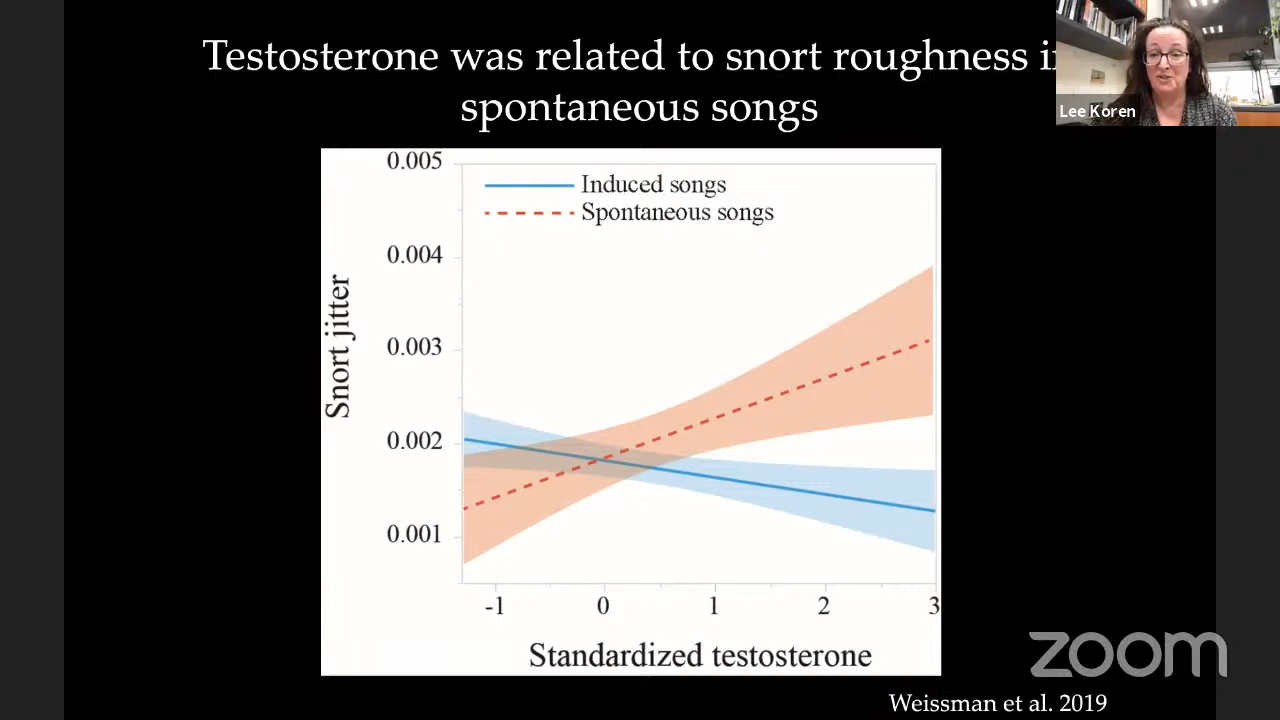 Testosterone was related to snort roughness in
spontaneous songs
Lee Koren
0.005
0.004
0.003
0.002
0.001
Snort jitter
Induced songs
Spontaneous songs
-1 0 1 2 3
Standardized testosterone
zoom
Weissman et al. 2019